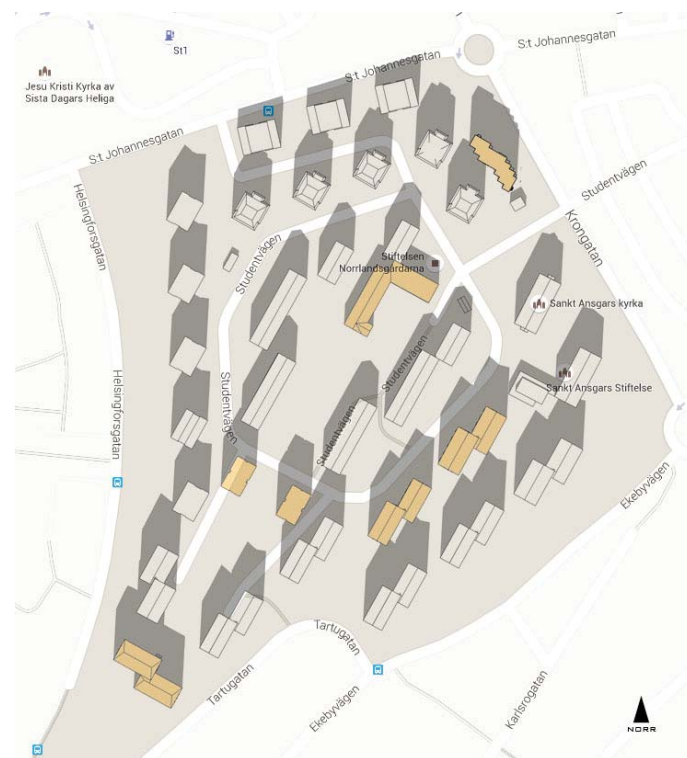 St1
S:t Johannesgatan
S:t Johannesgatan
Jesu Kristi Kyrka av
Sista Dagars Heliga
S:t Johannesgatan
Helsingforsgatan
Studentvägen
Krongatan
Studentvägen
Stiftelsen
Norrlandsgårdarna
Sankt Ansgars kyrka
Helsingforsgatan
Studentvägen
Studentvägen
Sankt Ansgars Stiftelse
Studentvägen
Ekebyvägen
Tartugatan
Tartugatan
Ekebyvägen
Karlsrogatan
NORR